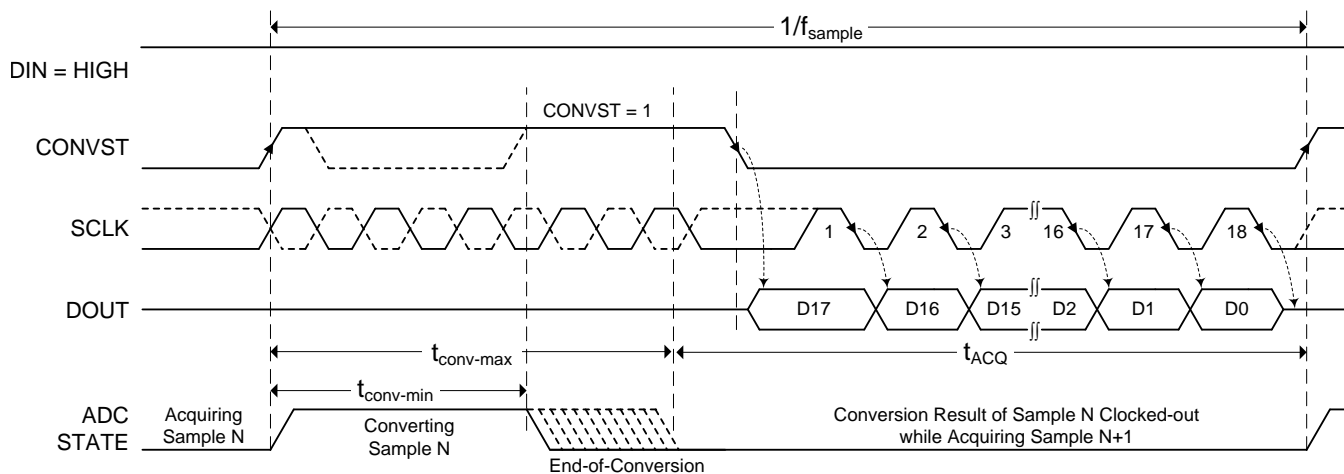 1/fsample
DIN = HIGH
CONVST = 1
CONVST
SCLK
1 2 3 16 17 18
DOUT
D17 D16 D15 D2 D1 D0
tconv-max
tACQ
tconv-min
ADC
STATE
Acquiring
Sample N
Converting
Sample N
End-of-Conversion
Conversion Result of Sample N Clocked-out
while Acquiring Sample N+1